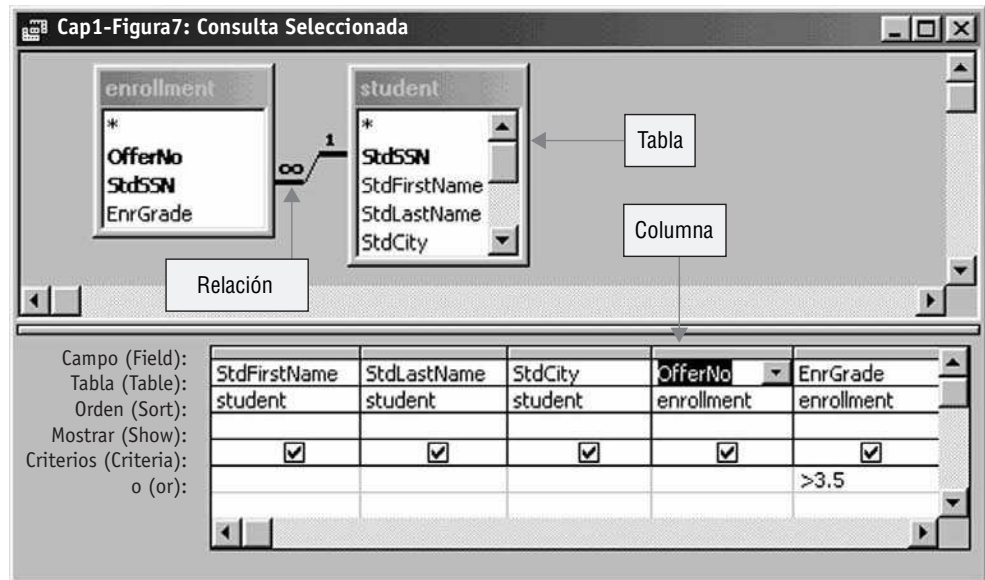 Cap1-Figura7: Consulta Seleccionada
enrollment
*
OfferNo
StdSSN
EnrGrade
∞
1
student
*
StdSSN
StdFirstName
StdLastName
StdCity
Tabla
Relación
Columna
Campo (Field): StdFirstName StdLastName StdCity OfferNo EnrGrade
Tabla (Table): student student student enrollment enrollment
Orden (Sort):
Mostrar (Show):
Criterios (Criteria): >3.5
o (or):